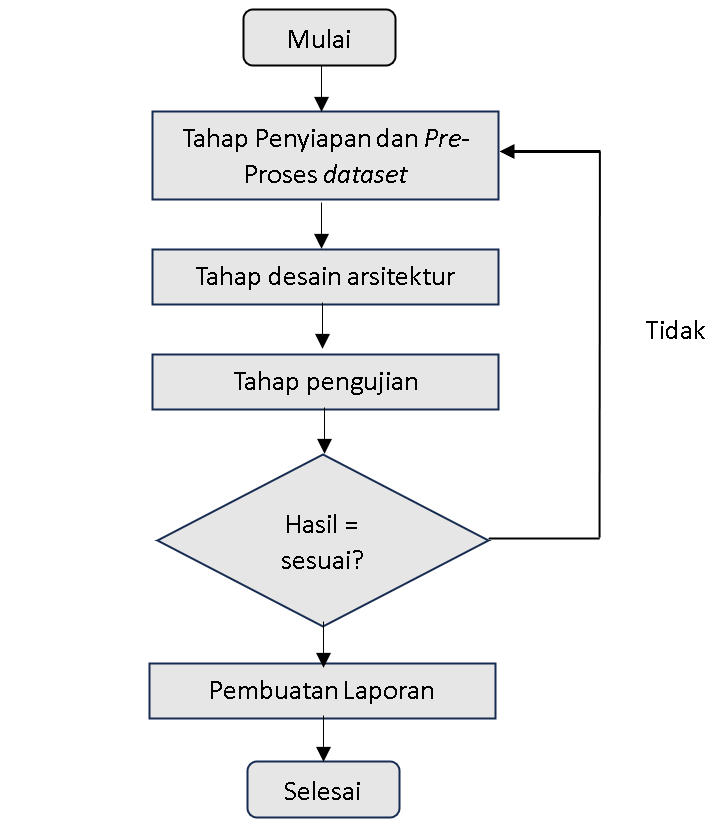 Mulai
Tahap Penyiapan dan Pre-
Proses dataset
Tahap desain arsitektur
Tidak
Tahap pengujian
Hasil =
sesuai?
Pembuatan Laporan
Selesai